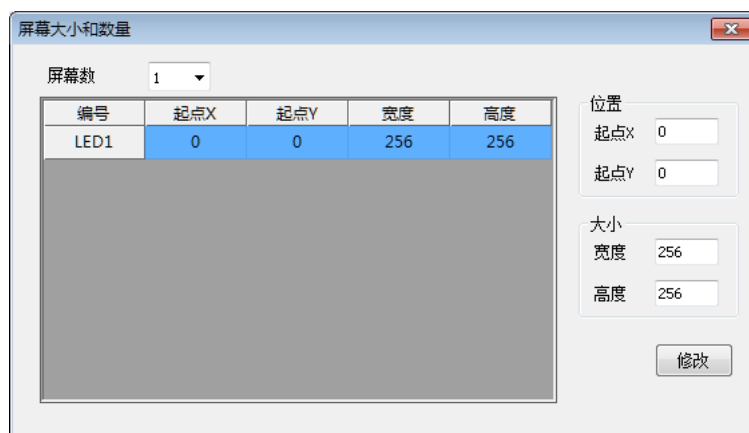 屏幕大小和数量
屏幕数 1
编号 起点X 起点Y 宽度 高度
LED1 0 0 256 256
位置
起点X 0
起点Y 0
大小
宽度 256
高度 256
修改